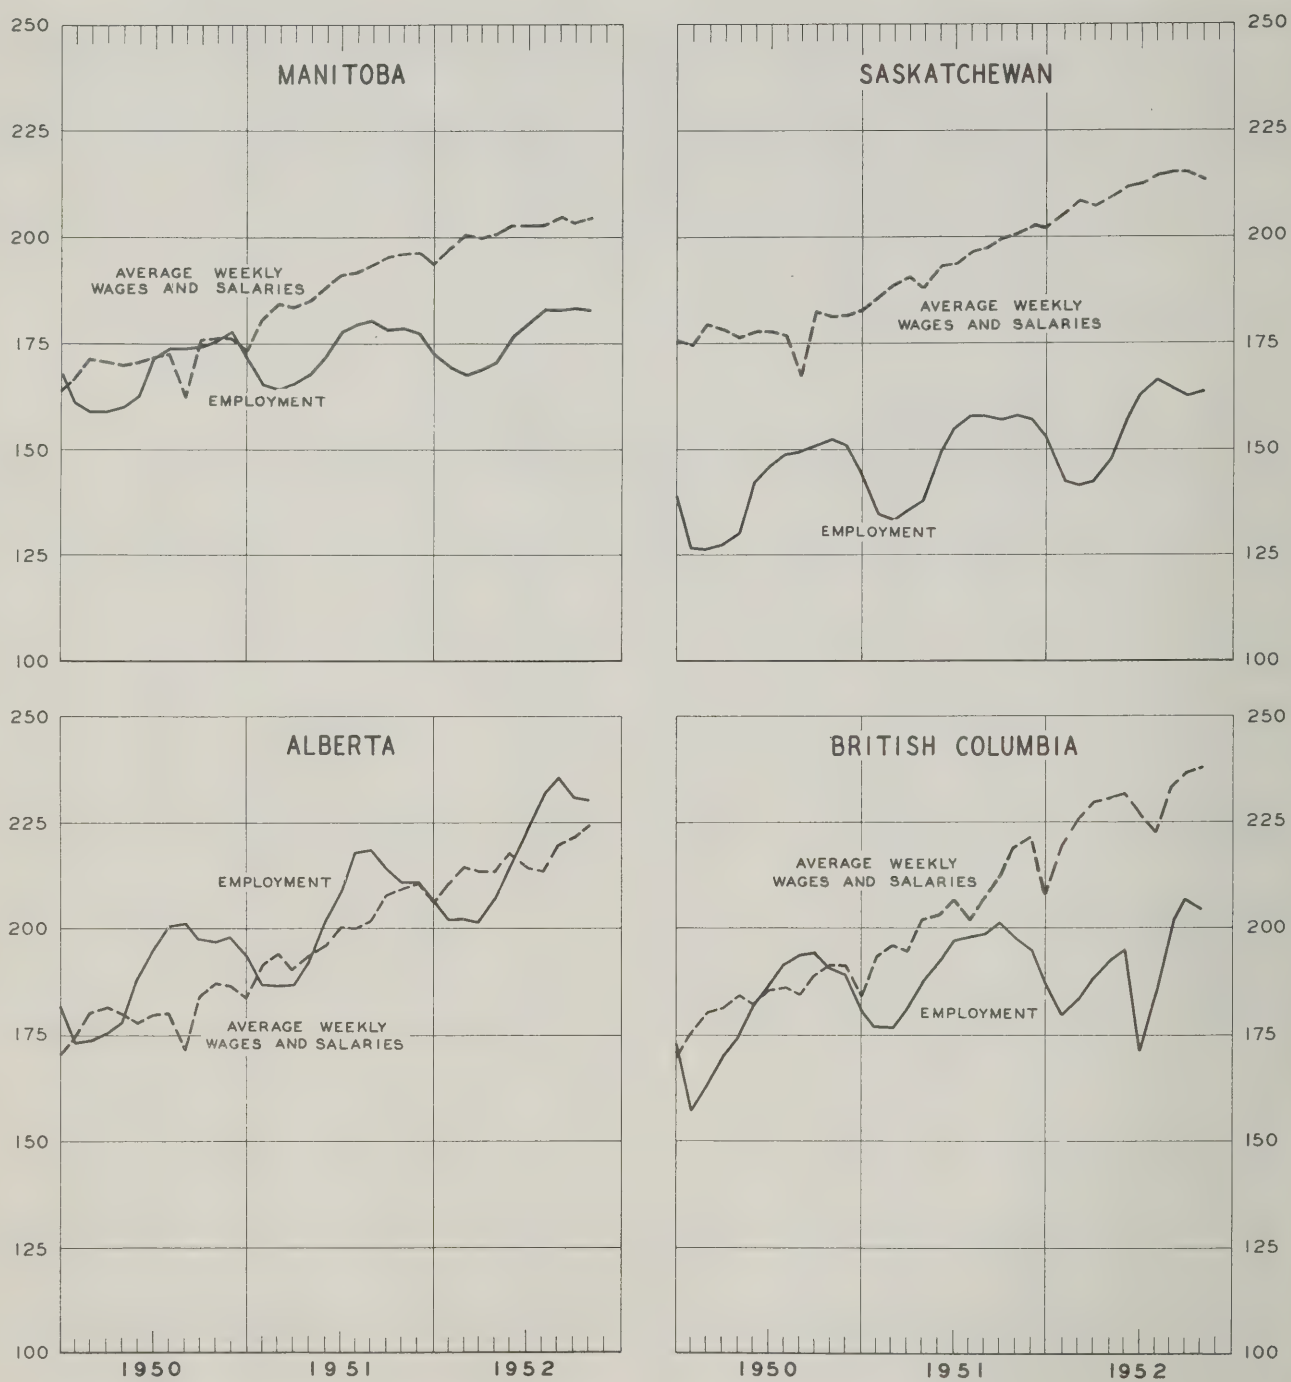 250
225
200
175
150
125
100
MANITOBA
AVERAGE WEEKLY
WAGES AND SALARIES
EMPLOYMENT
SASKATCHEWAN
AVERAGE WEEKLY
WAGES AND SALARIES
EMPLOYMENT
250
225
200
175
150
125
100
250
225
200
175
150
125
100
ALBERTA
EMPLOYMENT
AVERAGE WEEKLY
WAGES AND SALARIES
1950
1951
1952
BRITISH COLUMBIA
AVERAGE WEEKLY
WAGES AND SALARIES
EMPLOYMENT
1950
1951
1952
250
225
200
175
150
125
100